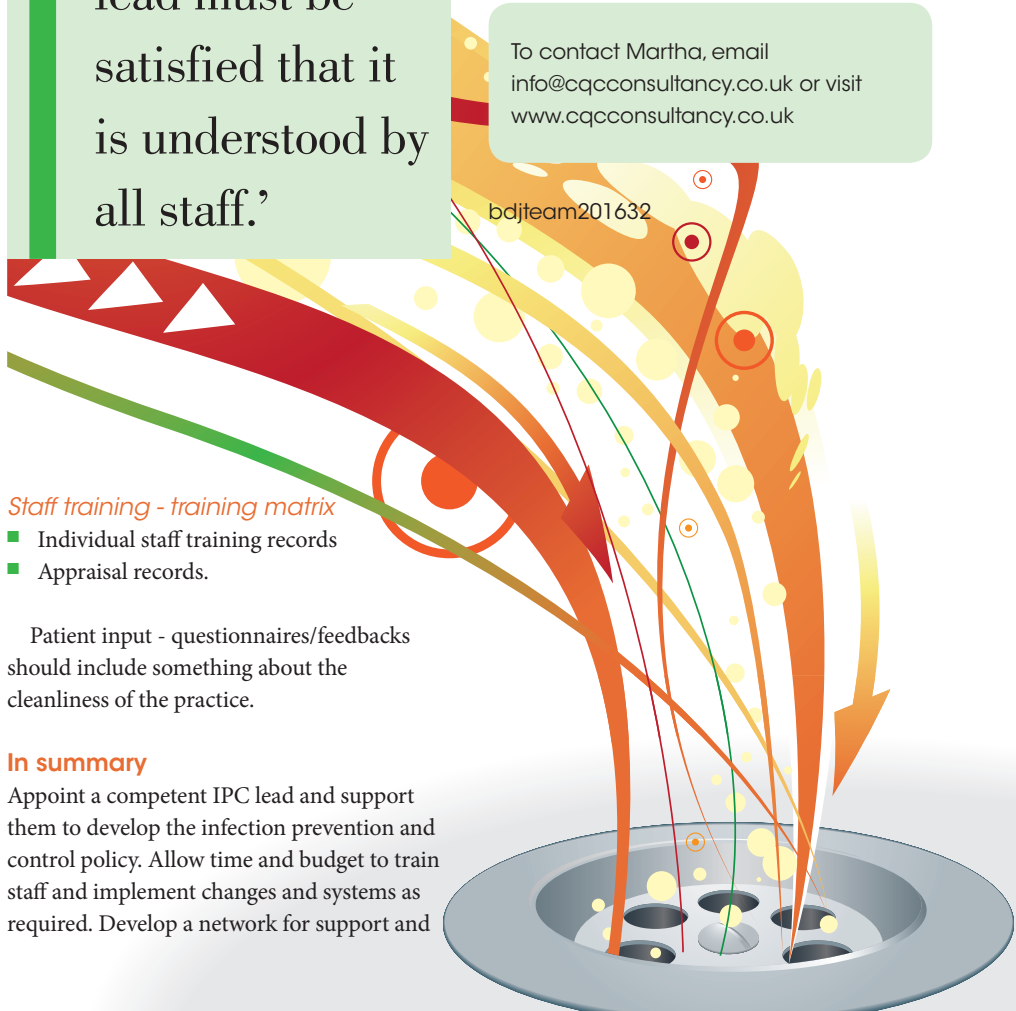 lead must be
satisfied that it
is understood by
all staff.’
Staff training - training matrix
Individual staff training records
Appraisal records.
Patient input - questionnaires/feedbacks
should include something about the
cleanliness of the practice.
In summary
Appoint a competent IPC lead and support
them to develop the infection prevention and
control policy. Allow time and budget to train
staff and implement changes and systems as
required. Develop a network for support and
To contact Martha, email
info@cqcconsultancy.co.uk or visit
www.cqcconsultancy.co.uk
bdjteam201632